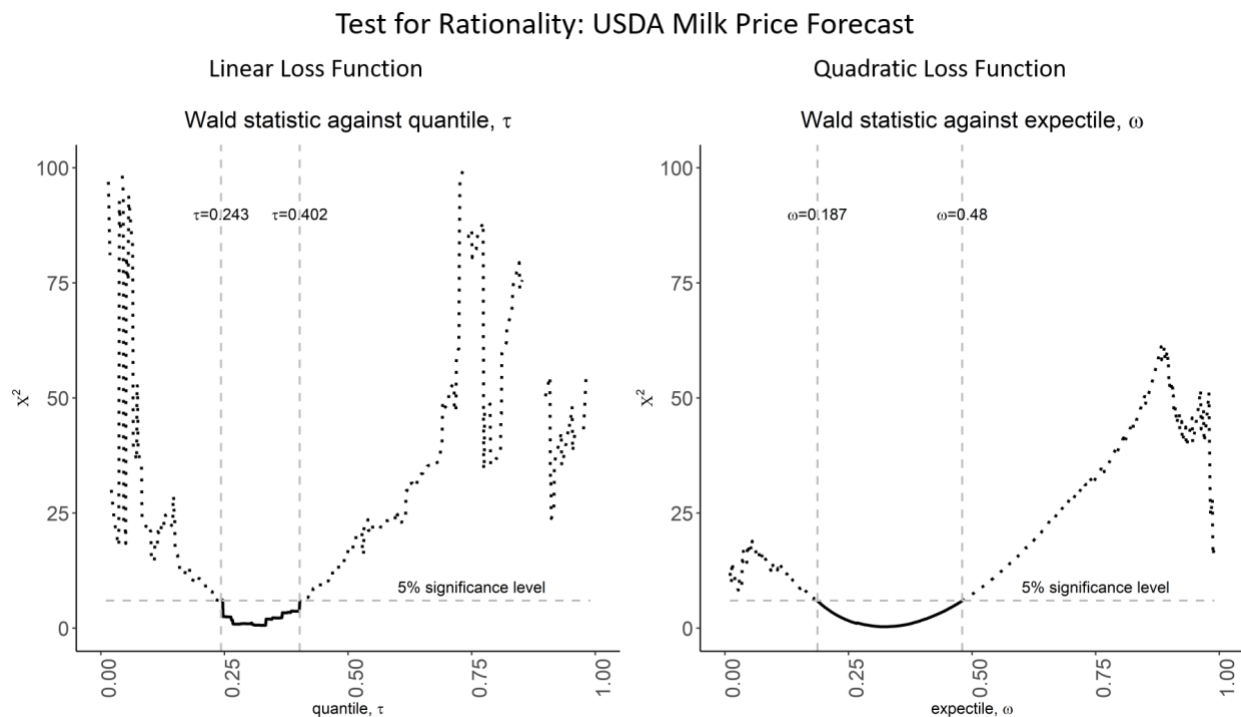 Test for Rationality: USDA Milk Price Forecast
Linear Loss Function
Wald statistic against quantile, τ
100
75
50
25
0
χ²
τ=0.243
τ=0.402
5% significance level
0.00
0.25
0.50
0.75
1.00
quantile, τ
Quadratic Loss Function
Wald statistic against expectile, ω
100
75
50
25
0
χ²
ω=0.187
ω=0.48
5% significance level
0.00
0.25
0.50
0.75
1.00
expectile, ω